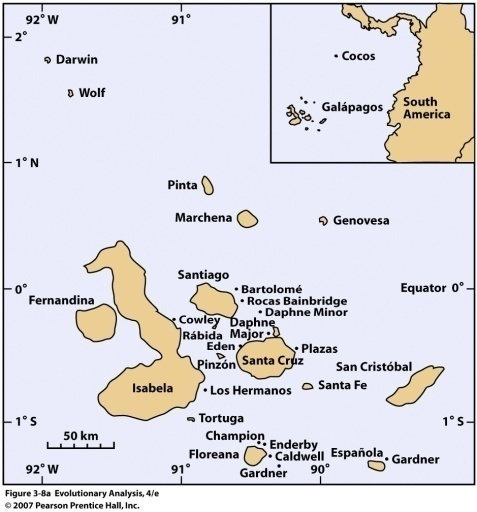 92° W
91°
2°
Darwin
Cocos
Wolf
Galápagos
South
America
1° N
Pinta
Marchena
Genovesa
Santiago
0°
Bartolomé
Equator 0°
Fernandina
Rocas Bainbridge
Daphne Minor
Cowley
Daphne
Major
Rábida
Eden
Plazas
Pinzón
Santa Cruz
San Cristóbal
Isabela
Los Hermanos
Santa Fe
1° S
Tortuga
1° S
50 km
Champion
Enderby
Floreana
Caldwell
Española
Gardner
Gardner
92° W
91°
90°
Figure 3-8a Evolutionary Analysis, 4/e
© 2007 Pearson Prentice Hall, Inc.